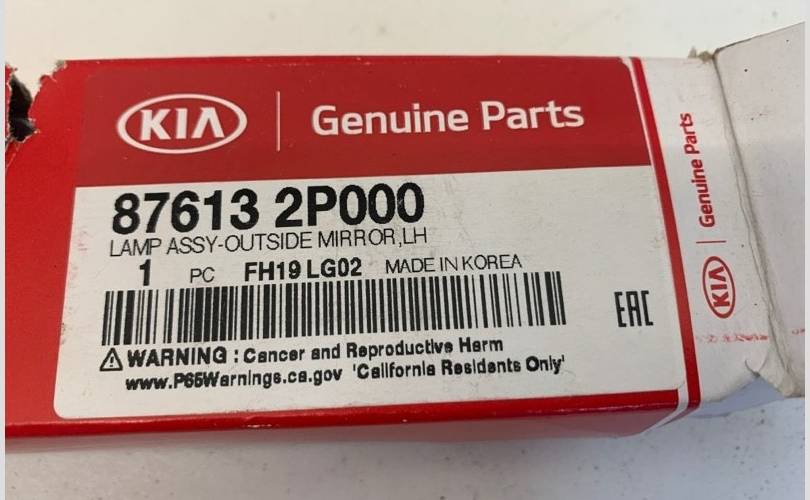 KIA Genuine Parts
87613 2P000
LAMP ASSY-OUTSIDE MIRROR,LH
1 PC FH19 LG02 MADE IN KOREA
EAC
⚠WARNING : Cancer and Reproductive Harm
www.P65Warnings.ca.gov 'California Residents Only'
KIA Genuine Parts